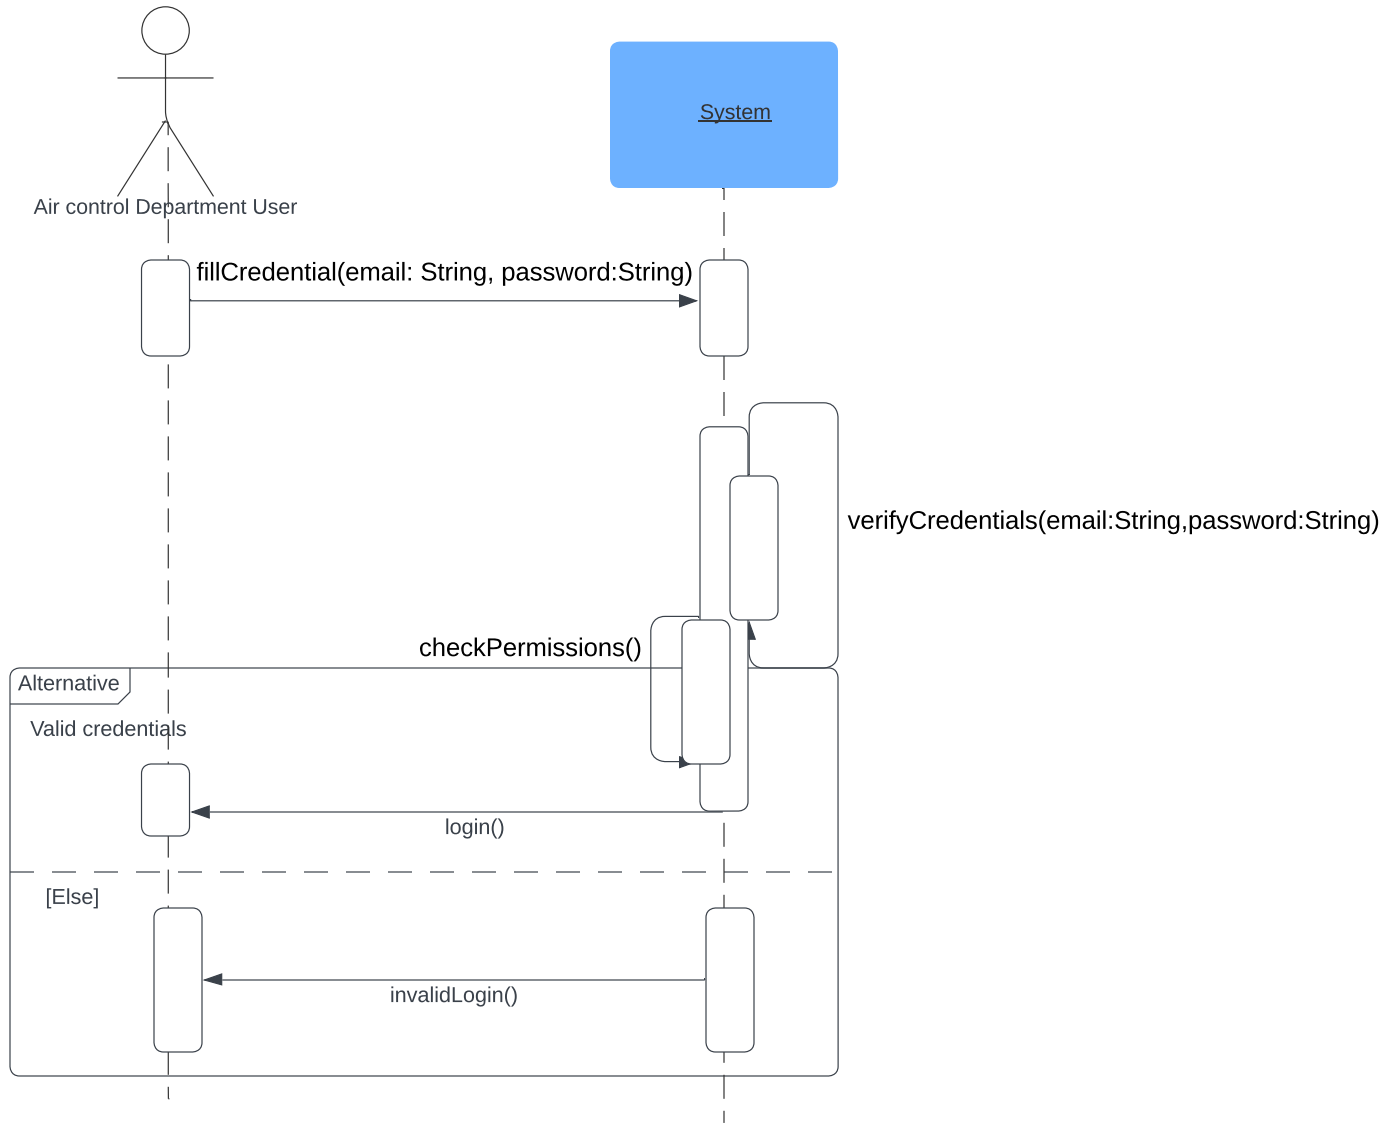 System
Air control Department User
fillCredential(email: String, password:String)
verifyCredentials(email:String,password:String)
checkPermissions()
Alternative
Valid credentials
login()
[Else]
invalidLogin()